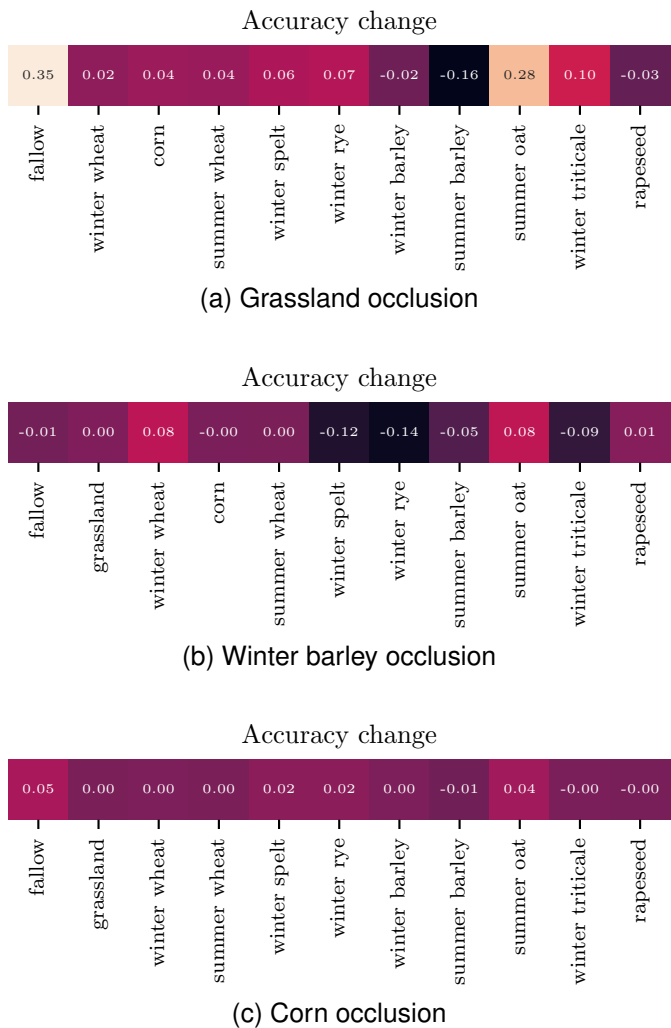 Accuracy change
0.35 0.02 0.04 0.04 0.06 0.07 -0.02 -0.16 0.28 0.10 -0.03
fallow winter wheat corn summer wheat winter spelt winter rye winter barley summer barley summer oat winter triticale rapeseed
(a) Grassland occlusion
Accuracy change
-0.01 0.00 0.08 -0.00 0.00 -0.12 -0.14 -0.05 0.08 -0.09 0.01
fallow grassland winter wheat corn summer wheat winter spelt winter rye summer barley summer oat winter triticale rapeseed
(b) Winter barley occlusion
Accuracy change
0.05 0.00 0.00 0.00 0.02 0.02 0.00 -0.01 0.04 -0.00 -0.00
fallow grassland winter wheat summer wheat winter spelt winter rye winter barley summer barley summer oat winter triticale rapeseed
(c) Corn occlusion